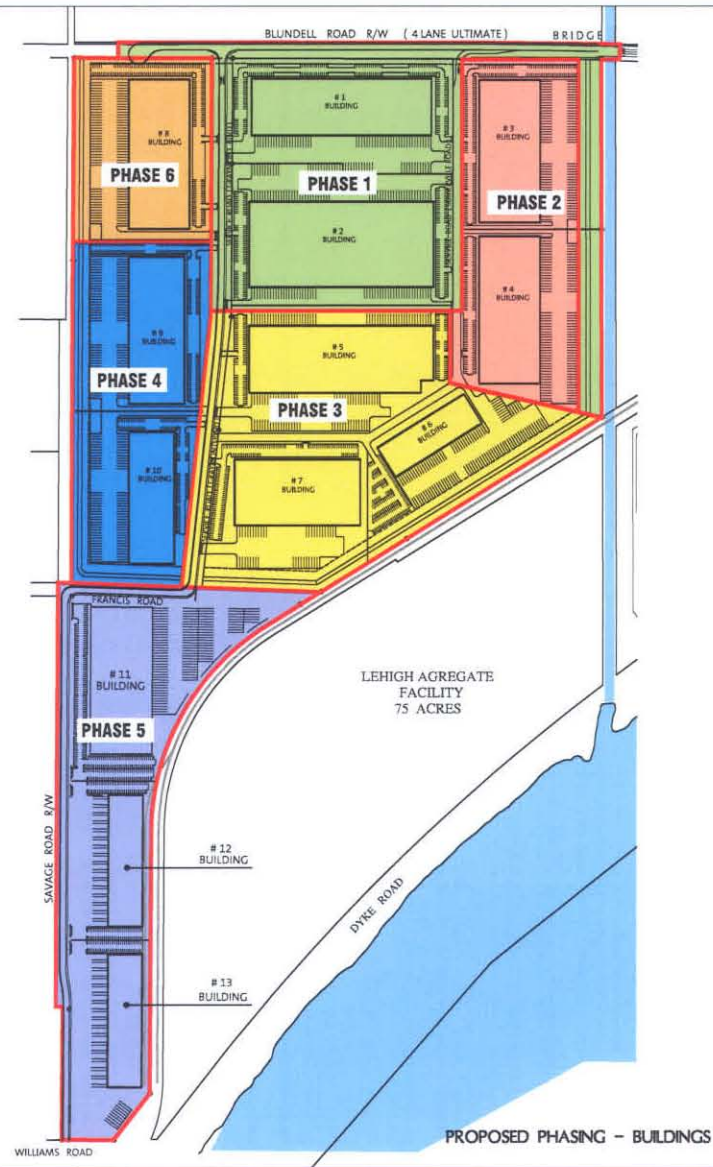 BLUNDELL ROAD R/W ( 4 LANE ULTIMATE )
BRIDGE
# 8
BUILDING
PHASE 6
# 1
BUILDING
PHASE 1
# 2
BUILDING
# 3
BUILDING
PHASE 2
# 4
BUILDING
# 9
BUILDING
PHASE 4
# 10
BUILDING
# 5
BUILDING
PHASE 3
# 6
BUILDING
# 7
BUILDING
FRANCIS ROAD
# 11
BUILDING
PHASE 5
SAVAGE ROAD R/W
# 12
BUILDING
# 13
BUILDING
LEHIGH AGREGATE
FACILITY
75 ACRES
DYKE ROAD
WILLIAMS ROAD
PROPOSED PHASING – BUILDINGS